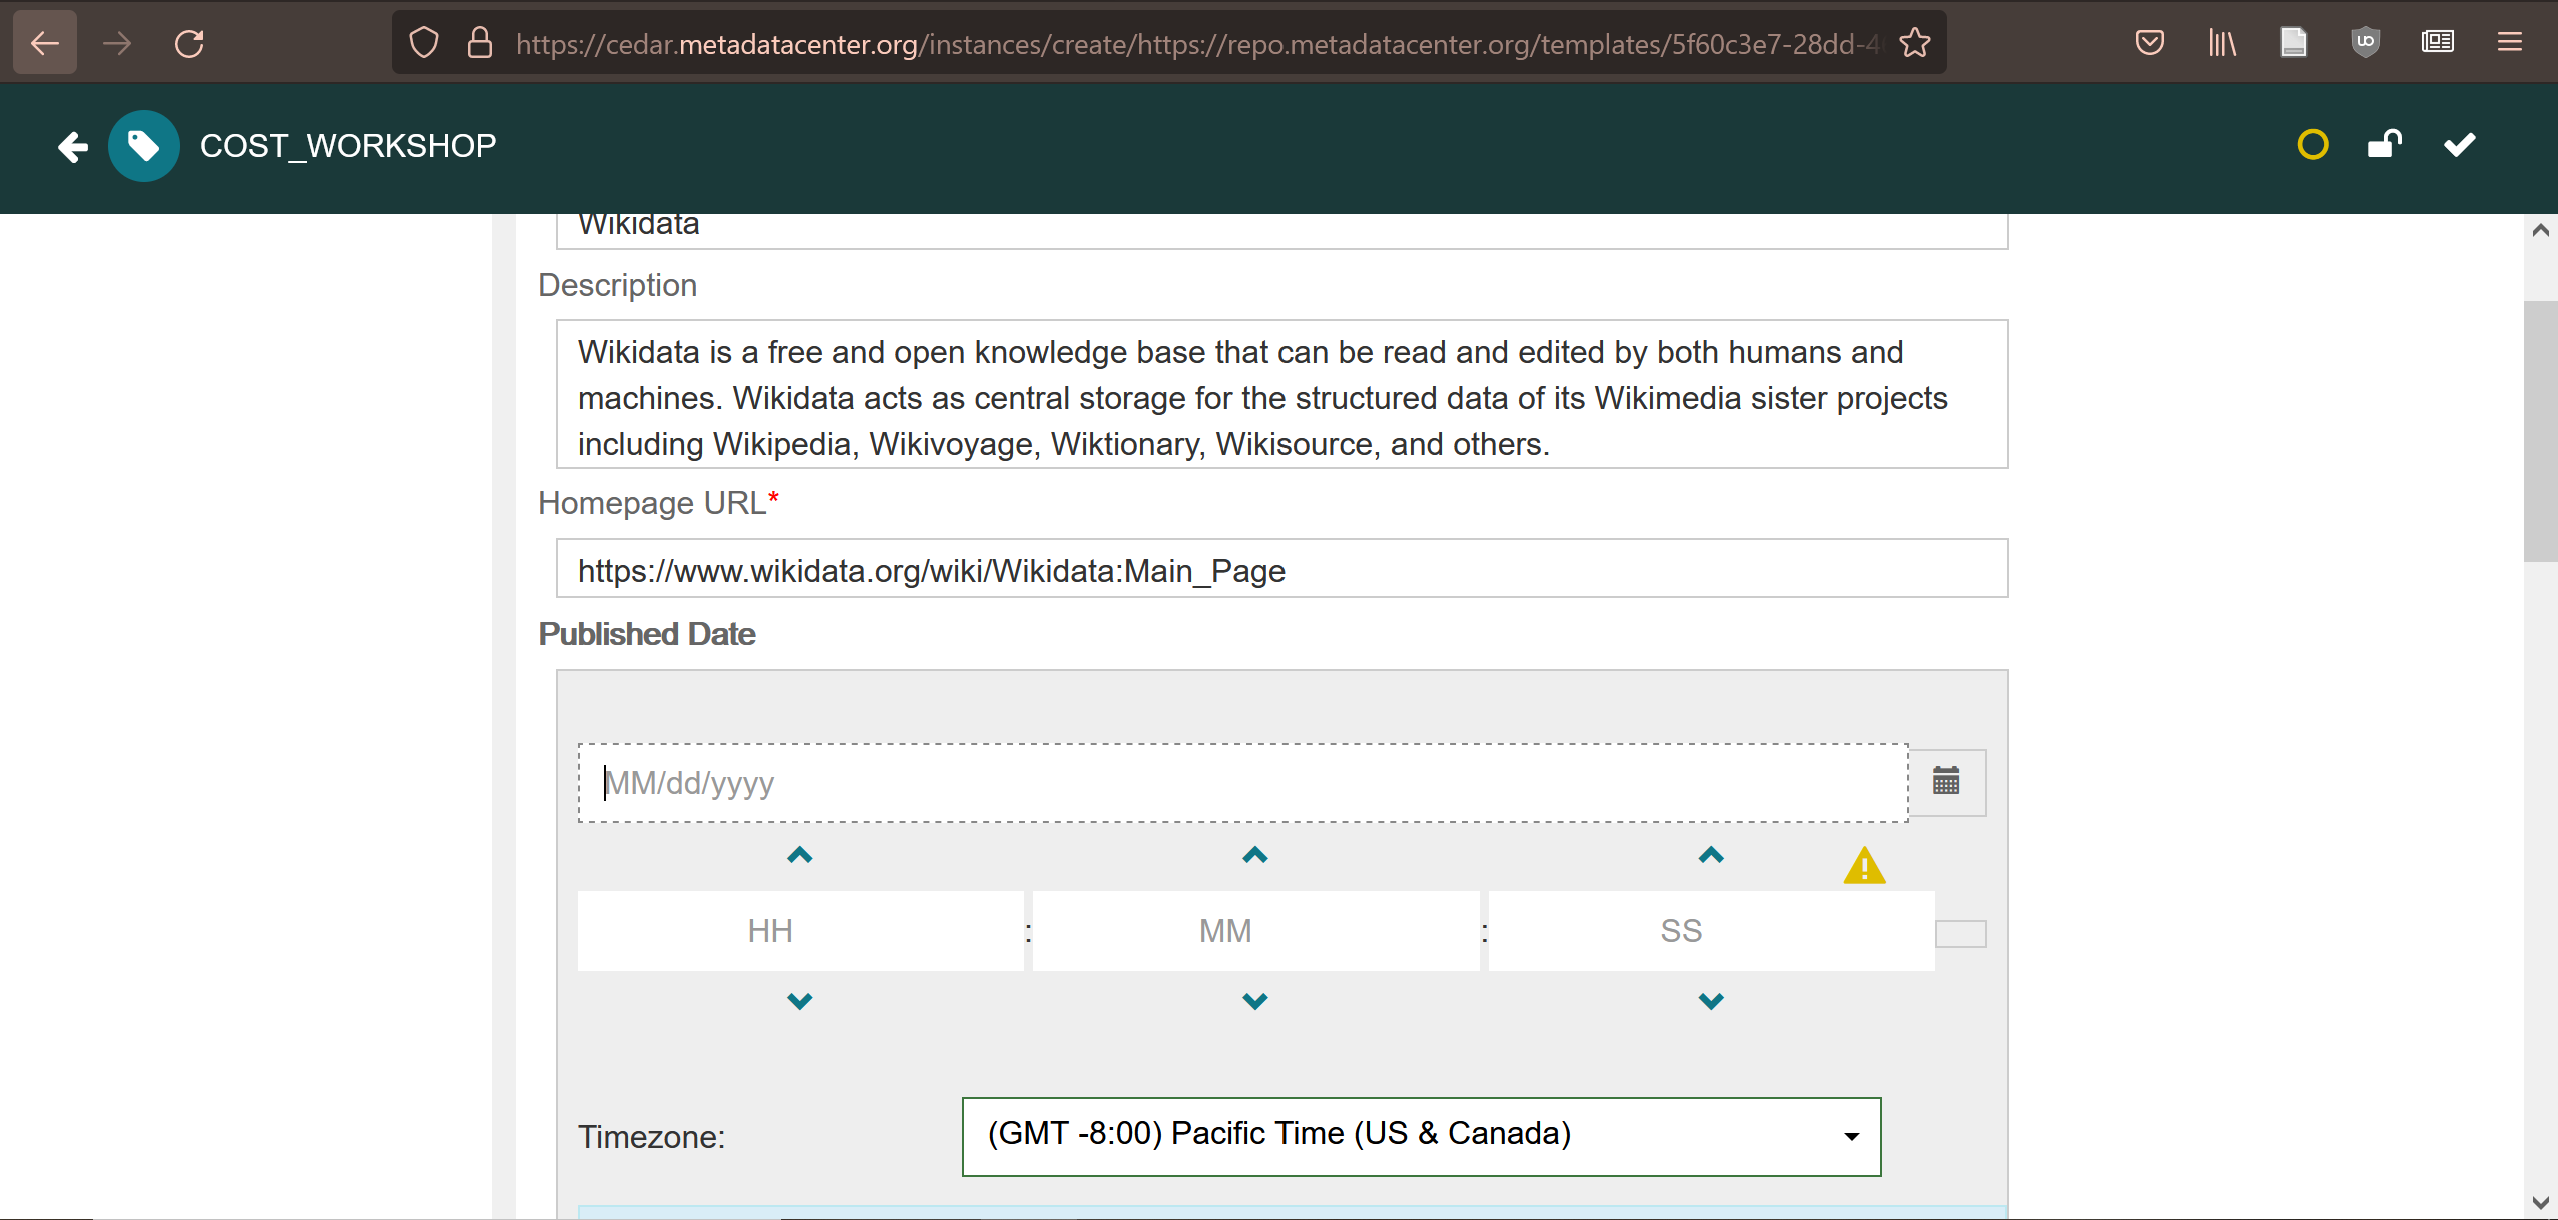 https://cedar.metadatacenter.org/instances/create/https://repo.metadatacenter.org/templates/5f60c3e7-28dd-4
COST_WORKSHOP
Wikidata
Description
Wikidata is a free and open knowledge base that can be read and edited by both humans and
machines. Wikidata acts as central storage for the structured data of its Wikimedia sister projects
including Wikipedia, Wikivoyage, Wiktionary, Wikisource, and others.
Homepage URL*
https://www.wikidata.org/wiki/Wikidata:Main_Page
Published Date
MM/dd/yyyy
HH : MM : SS
Timezone: (GMT -8:00) Pacific Time (US & Canada)